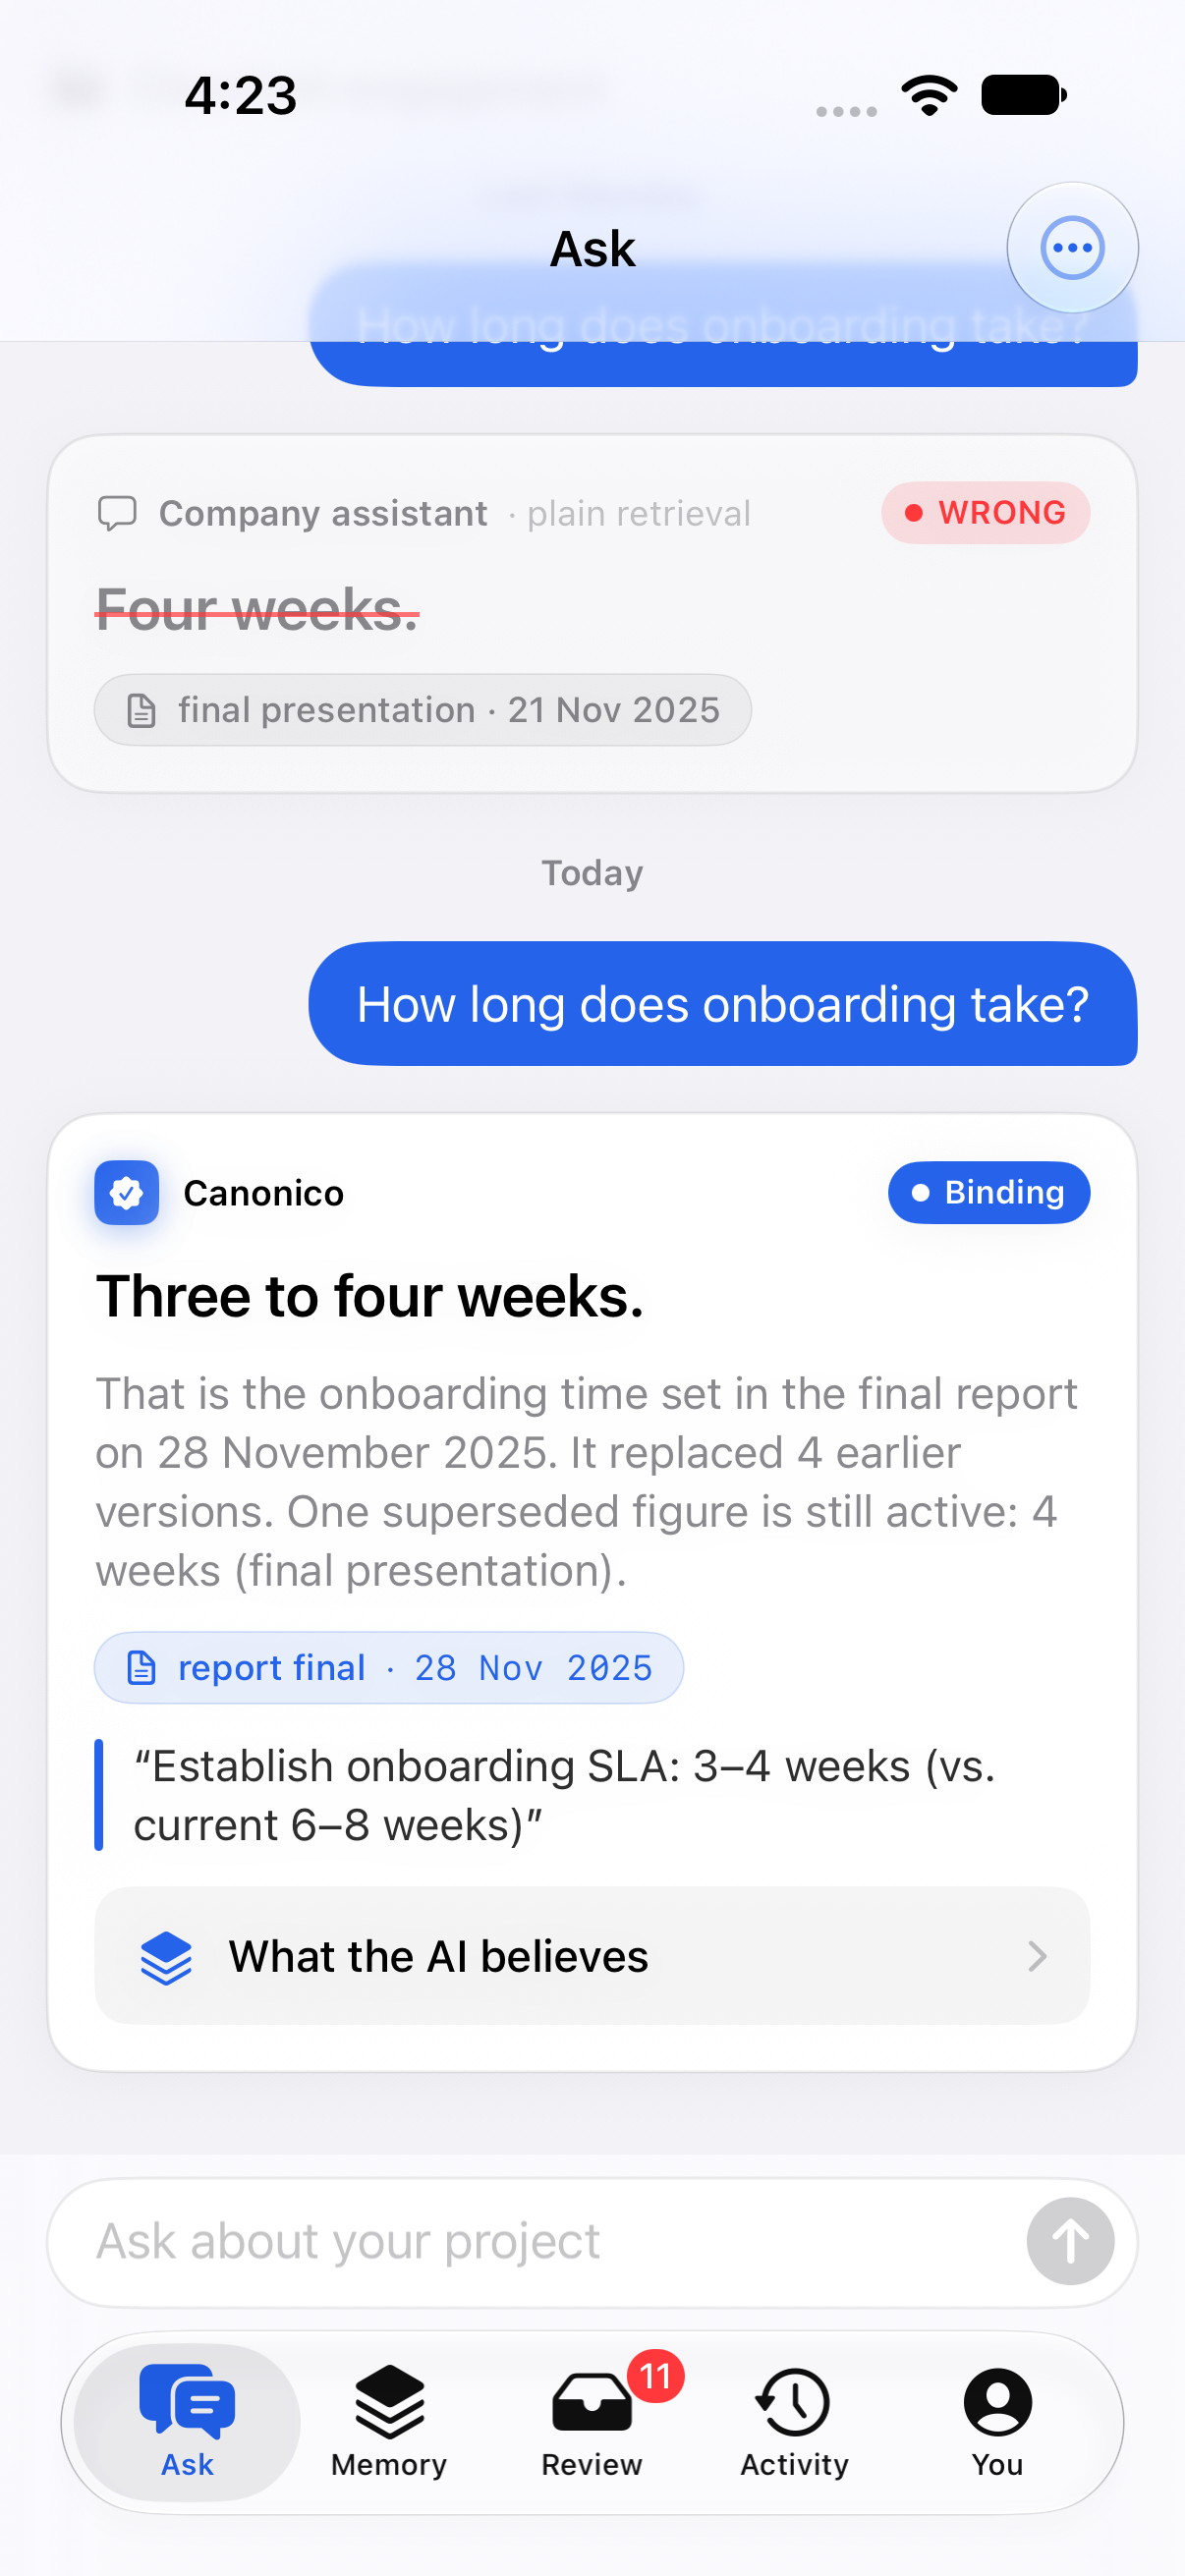 4:23
Ask
How long does onboarding take?
Company assistant · plain retrieval
WRONG
Four weeks.
final presentation · 21 Nov 2025
Today
How long does onboarding take?
Canonico
Binding
Three to four weeks.
That is the onboarding time set in the final report
on 28 November 2025. It replaced 4 earlier
versions. One superseded figure is still active: 4
weeks (final presentation).
report final · 28 Nov 2025
“Establish onboarding SLA: 3–4 weeks (vs.
current 6–8 weeks)”
What the AI believes
Ask about your project
11
Ask
Memory
Review
Activity
You